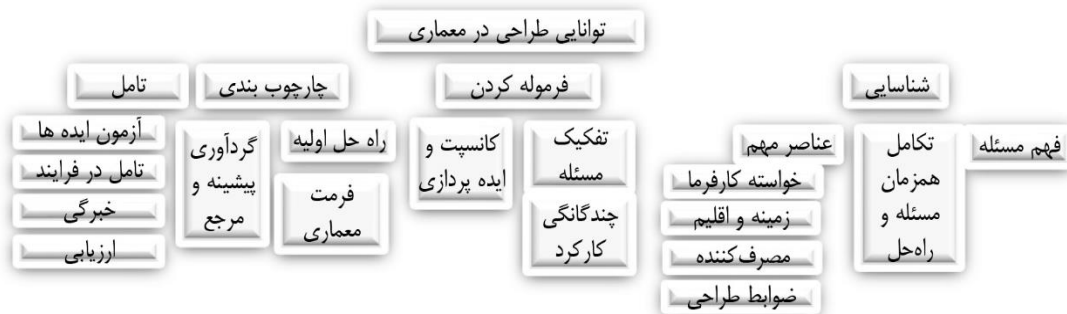 توانایی طراحی در معماری
شناسایی
فرموله کردن
چارچوب بندی
تامل
فهم مسئله
تکامل
همزمان
مسئله و
راه‌حل
عناصر مهم
خواسته کارفرما
زمینه و اقلیم
مصرف‌کننده
ضوابط طراحی
تفکیک
مسئله
چندگانگی
کارکرد
کانسپت و
ایده پردازی
راه حل اولیه
فرمت
معماری
گردآوری
پیشینه و
مرجع
آزمون ایده ها
تامل در فرایند
خبرگی
ارزیابی